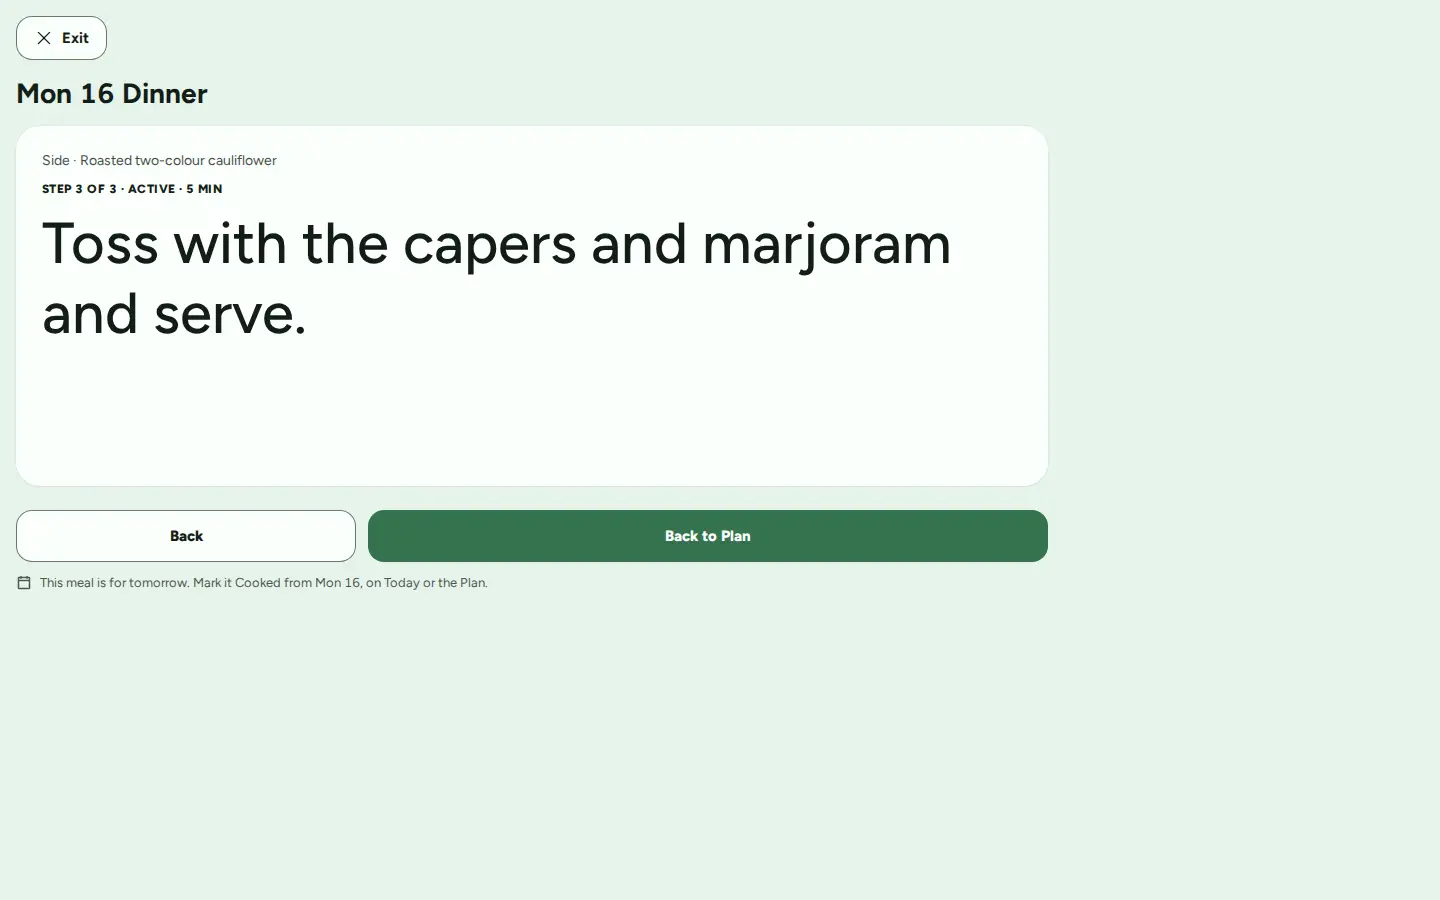 Exit
Mon 16 Dinner
Side · Roasted two-colour cauliflower
STEP 3 OF 3 · ACTIVE · 5 MIN
Toss with the capers and marjoram
and serve.
Back
Back to Plan
This meal is for tomorrow. Mark it Cooked from Mon 16, on Today or the Plan.